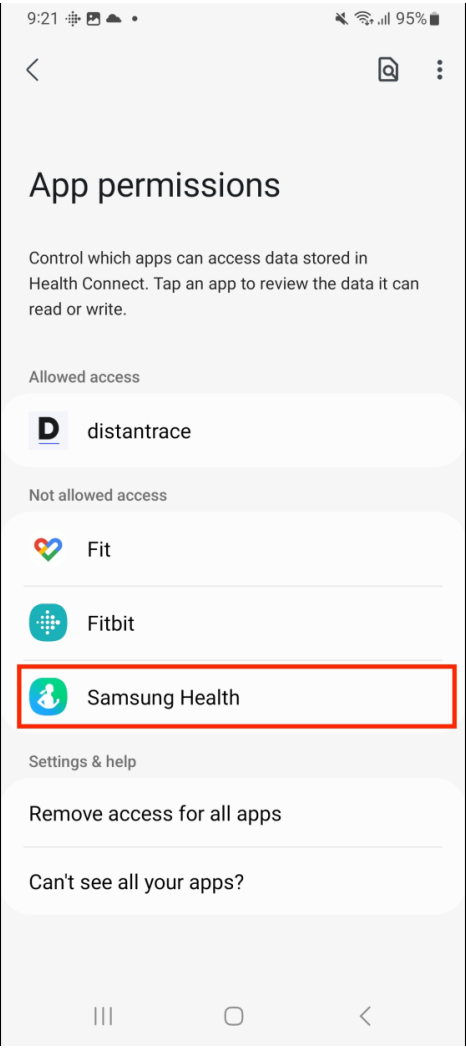 9:21 95%
App permissions
Control which apps can access data stored in
Health Connect. Tap an app to review the data it can
read or write.
Allowed access
D distantrace
Not allowed access
Fit
Fitbit
Samsung Health
Settings & help
Remove access for all apps
Can't see all your apps?